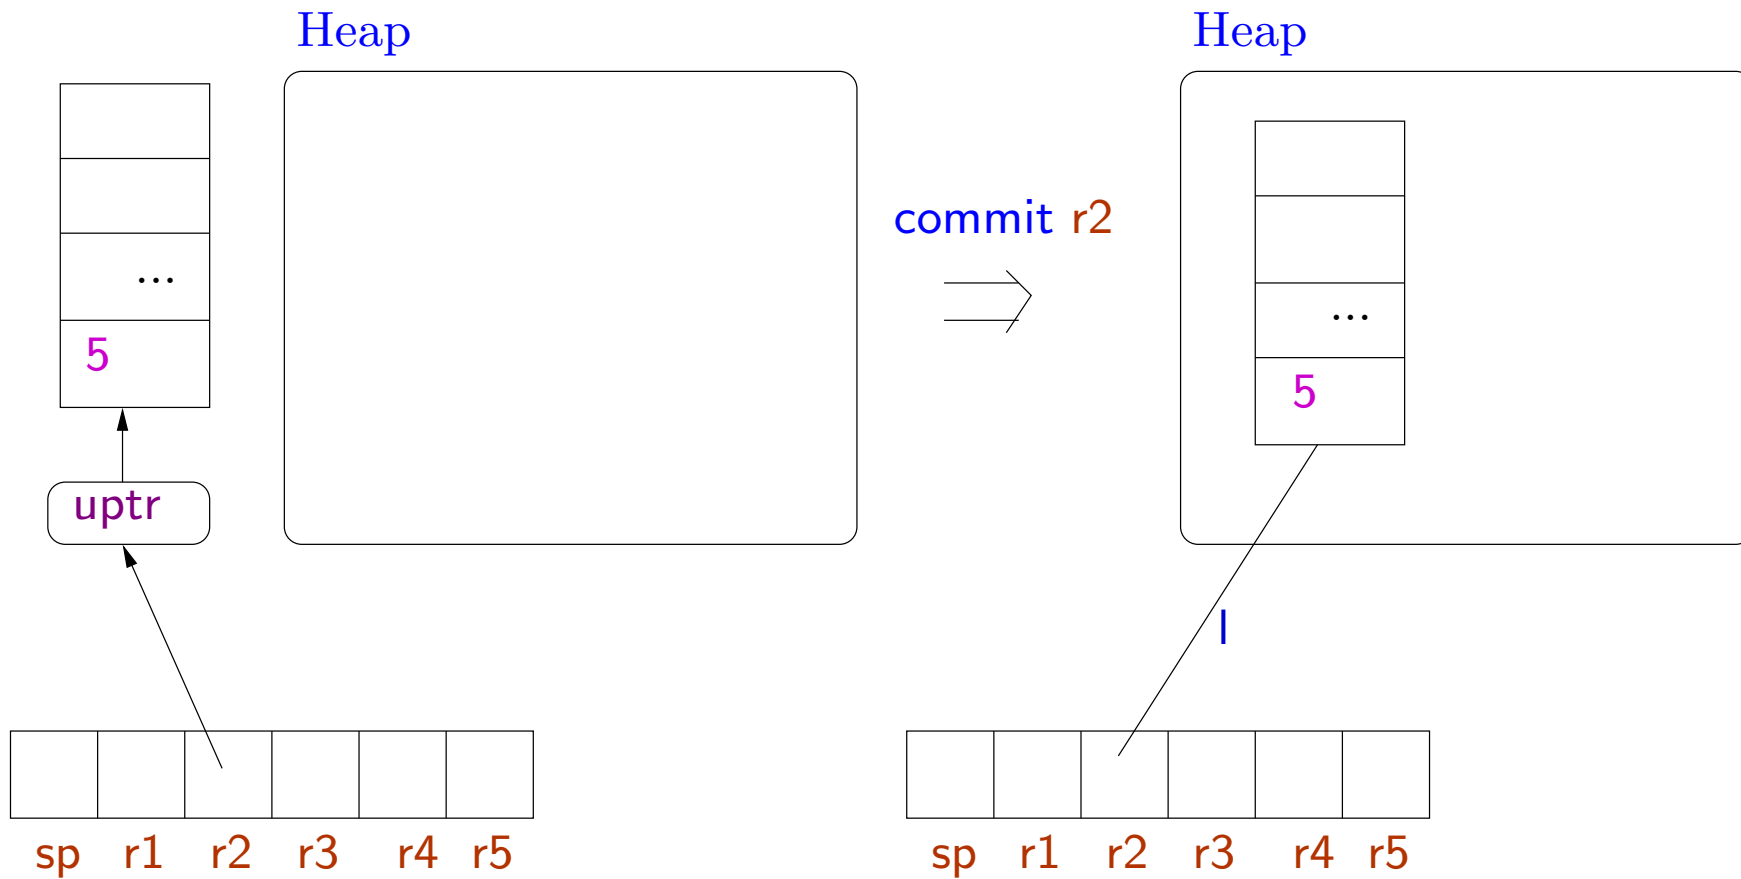 Heap
...
5
uptr
sp r1 r2 r3 r4 r5
commit r2
Heap
...
5
l
sp r1 r2 r3 r4 r5